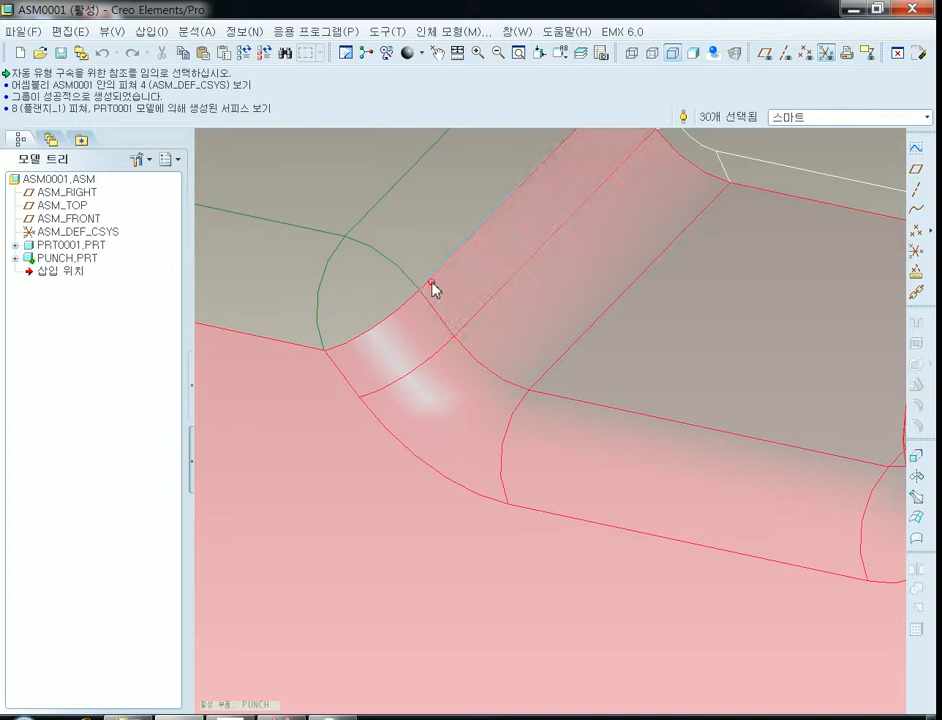 ASM0001 (활성) - Creo Elements/Pro
파일(F) 편집(E) 뷰(V) 삽입(I) 분석(A) 정보(N) 응용 프로그램(P) 도구(T) 인체 모형(M)... 창(W) 도움말(H) EMX 6.0
자동 유형 구속을 위한 참조를 임의로 선택하십시오.
어셈블리 ASM0001 안의 피쳐 4 (ASM_DEF_CSYS) 보기
그룹이 성공적으로 생성되었습니다.
8 (플랜지_1) 피쳐, PRT0001 모델에 의해 생성된 서피스 보기
30개 선택됨 스마트
모델 트리
ASM0001.ASM
ASM_RIGHT
ASM_TOP
ASM_FRONT
ASM_DEF_CSYS
PRT0001.PRT
PUNCH.PRT
삽입 위치
활성 부품: PUNCH